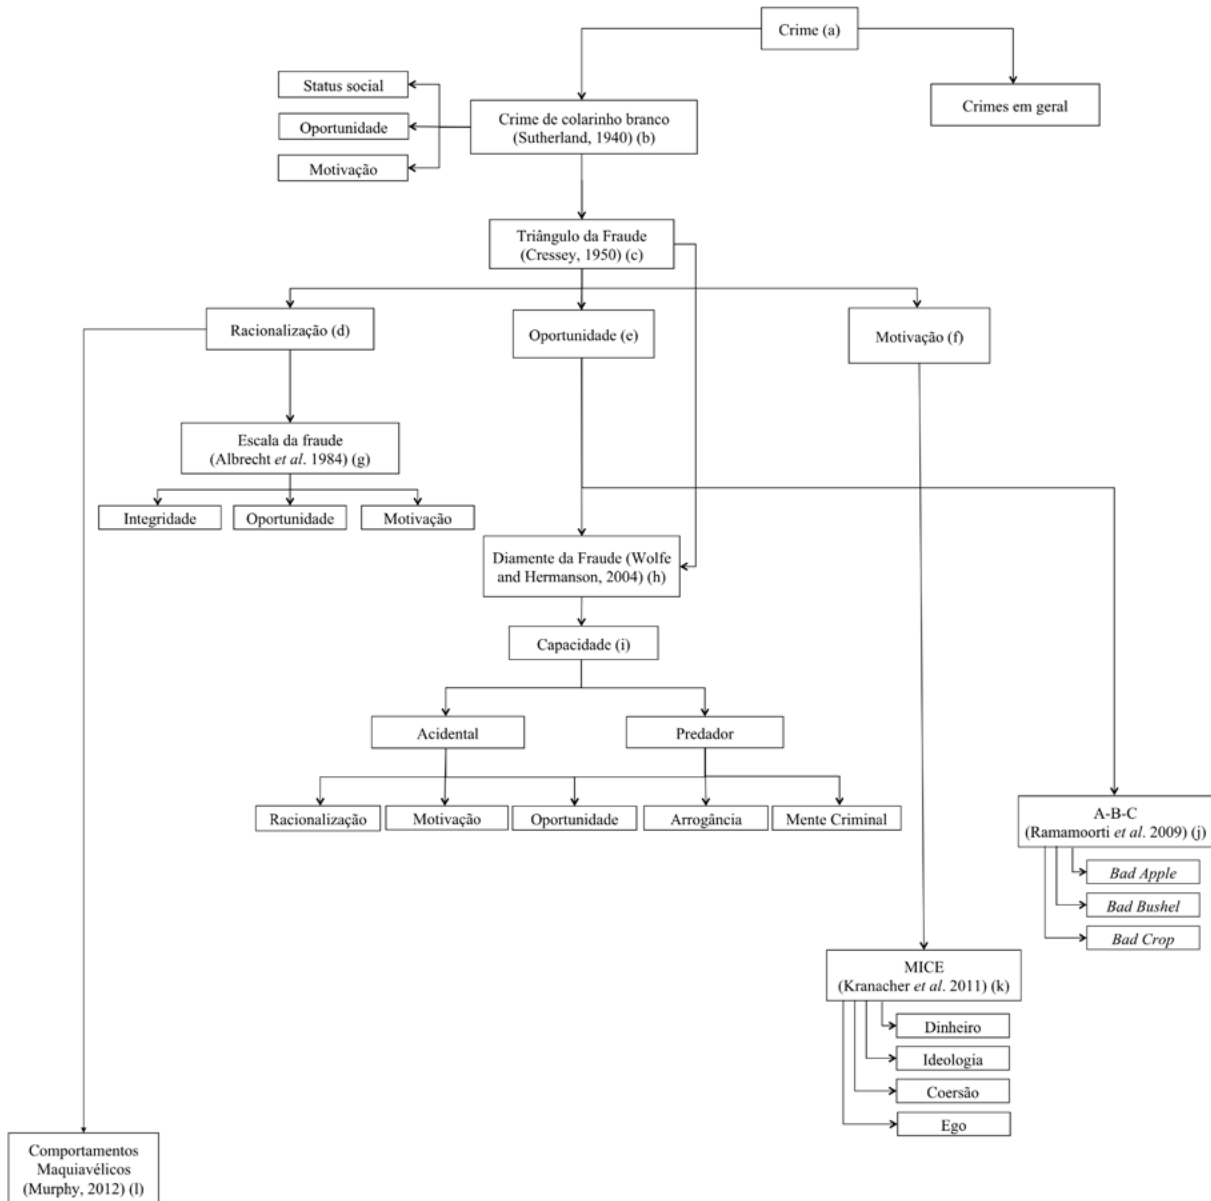 Crime (a)
Status social
Crimes em geral
Crime de colarinho branco
(Sutherland, 1940) (b)
Oportunidade
Motivação
Triângulo da Fraude
(Cressey, 1950) (c)
Racionalização (d)
Oportunidade (e)
Motivação (f)
Escala da fraude
(Albrecht et al. 1984) (g)
Integridade
Oportunidade
Motivação
Diamente da Fraude (Wolfe
and Hermanson, 2004) (h)
Capacidade (i)
Acidental
Predador
Racionalização
Motivação
Oportunidade
Arrogância
Mente Criminal
A-B-C
(Ramamoorti et al. 2009) (j)
Bad Apple
Bad Bushel
Bad Crop
MICE
(Kranacher et al. 2011) (k)
Dinheiro
Ideologia
Coersão
Ego
Comportamentos
Maquiavélicos
(Murphy, 2012) (l)